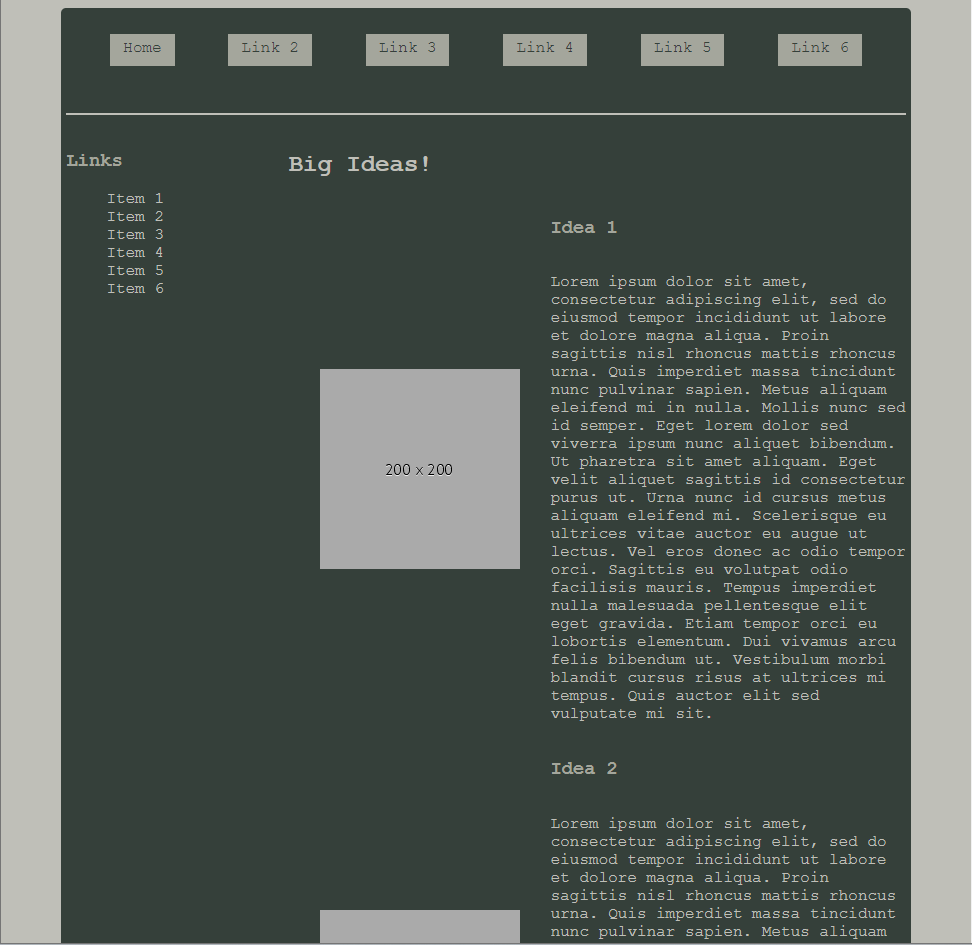 Home Link 2 Link 3 Link 4 Link 5 Link 6
Links
Item 1
Item 2
Item 3
Item 4
Item 5
Item 6
Big Ideas!
200 x 200
Idea 1
Lorem ipsum dolor sit amet,
consectetur adipiscing elit, sed do
eiusmod tempor incididunt ut labore
et dolore magna aliqua. Proin
sagittis nisl rhoncus mattis rhoncus
urna. Quis imperdiet massa tincidunt
nunc pulvinar sapien. Metus aliquam
eleifend mi in nulla. Mollis nunc sed
id semper. Eget lorem dolor sed
viverra ipsum nunc aliquet bibendum.
Ut pharetra sit amet aliquam. Eget
velit aliquet sagittis id consectetur
purus ut. Urna nunc id cursus metus
aliquam eleifend mi. Scelerisque eu
ultrices vitae auctor eu augue ut
lectus. Vel eros donec ac odio tempor
orci. Sagittis eu volutpat odio
facilisis mauris. Tempus imperdiet
nulla malesuada pellentesque elit
eget gravida. Etiam tempor orci eu
lobortis elementum. Dui vivamus arcu
felis bibendum ut. Vestibulum morbi
blandit cursus risus at ultrices mi
tempus. Quis auctor elit sed
vulputate mi sit.
Idea 2
Lorem ipsum dolor sit amet,
consectetur adipiscing elit, sed do
eiusmod tempor incididunt ut labore
et dolore magna aliqua. Proin
sagittis nisl rhoncus mattis rhoncus
urna. Quis imperdiet massa tincidunt
nunc pulvinar sapien. Metus aliquam